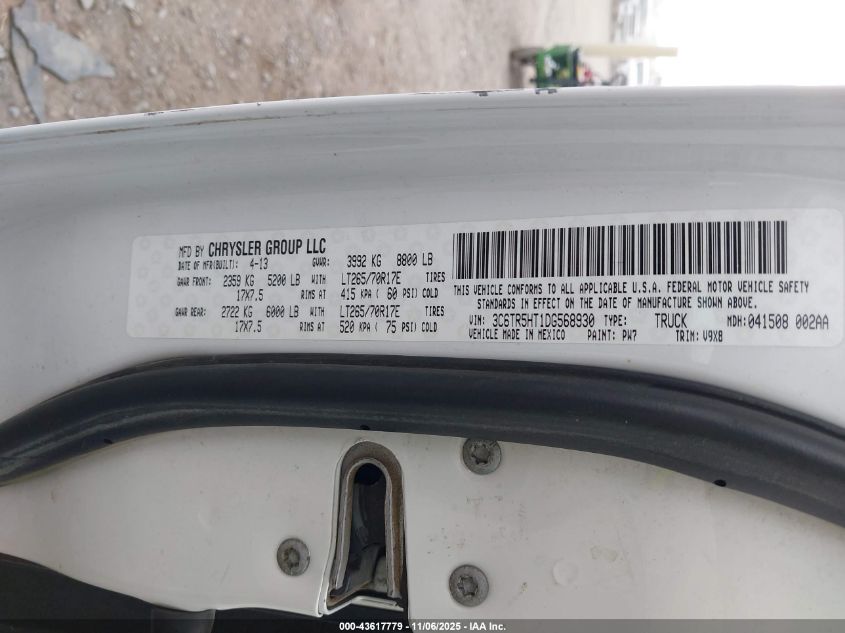 MFD BY CHRYSLER GROUP LLC
DATE OF MFR(BUILT): 4-13 GVWR: 3992 KG 8800 LB
GAWR FRONT: 2359 KG 5200 LB WITH LT265/70R17E TIRES
17X7.5 RIMS AT 415 KPA ( 60 PSI) COLD
GAWR REAR: 2722 KG 6000 LB WITH LT265/70R17E TIRES
17X7.5 RIMS AT 520 KPA ( 75 PSI) COLD
THIS VEHICLE CONFORMS TO ALL APPLICABLE U.S.A. FEDERAL MOTOR VEHICLE SAFETY
STANDARDS IN EFFECT ON THE DATE OF MANUFACTURE SHOWN ABOVE.
VIN: 3C6TR5HT1DG568930 TYPE: TRUCK MDH:041508 002AA
VEHICLE MADE IN MEXICO PAINT: PW7 TRIM: V9X8
000-43617779 - 11/06/2025 - IAA Inc.